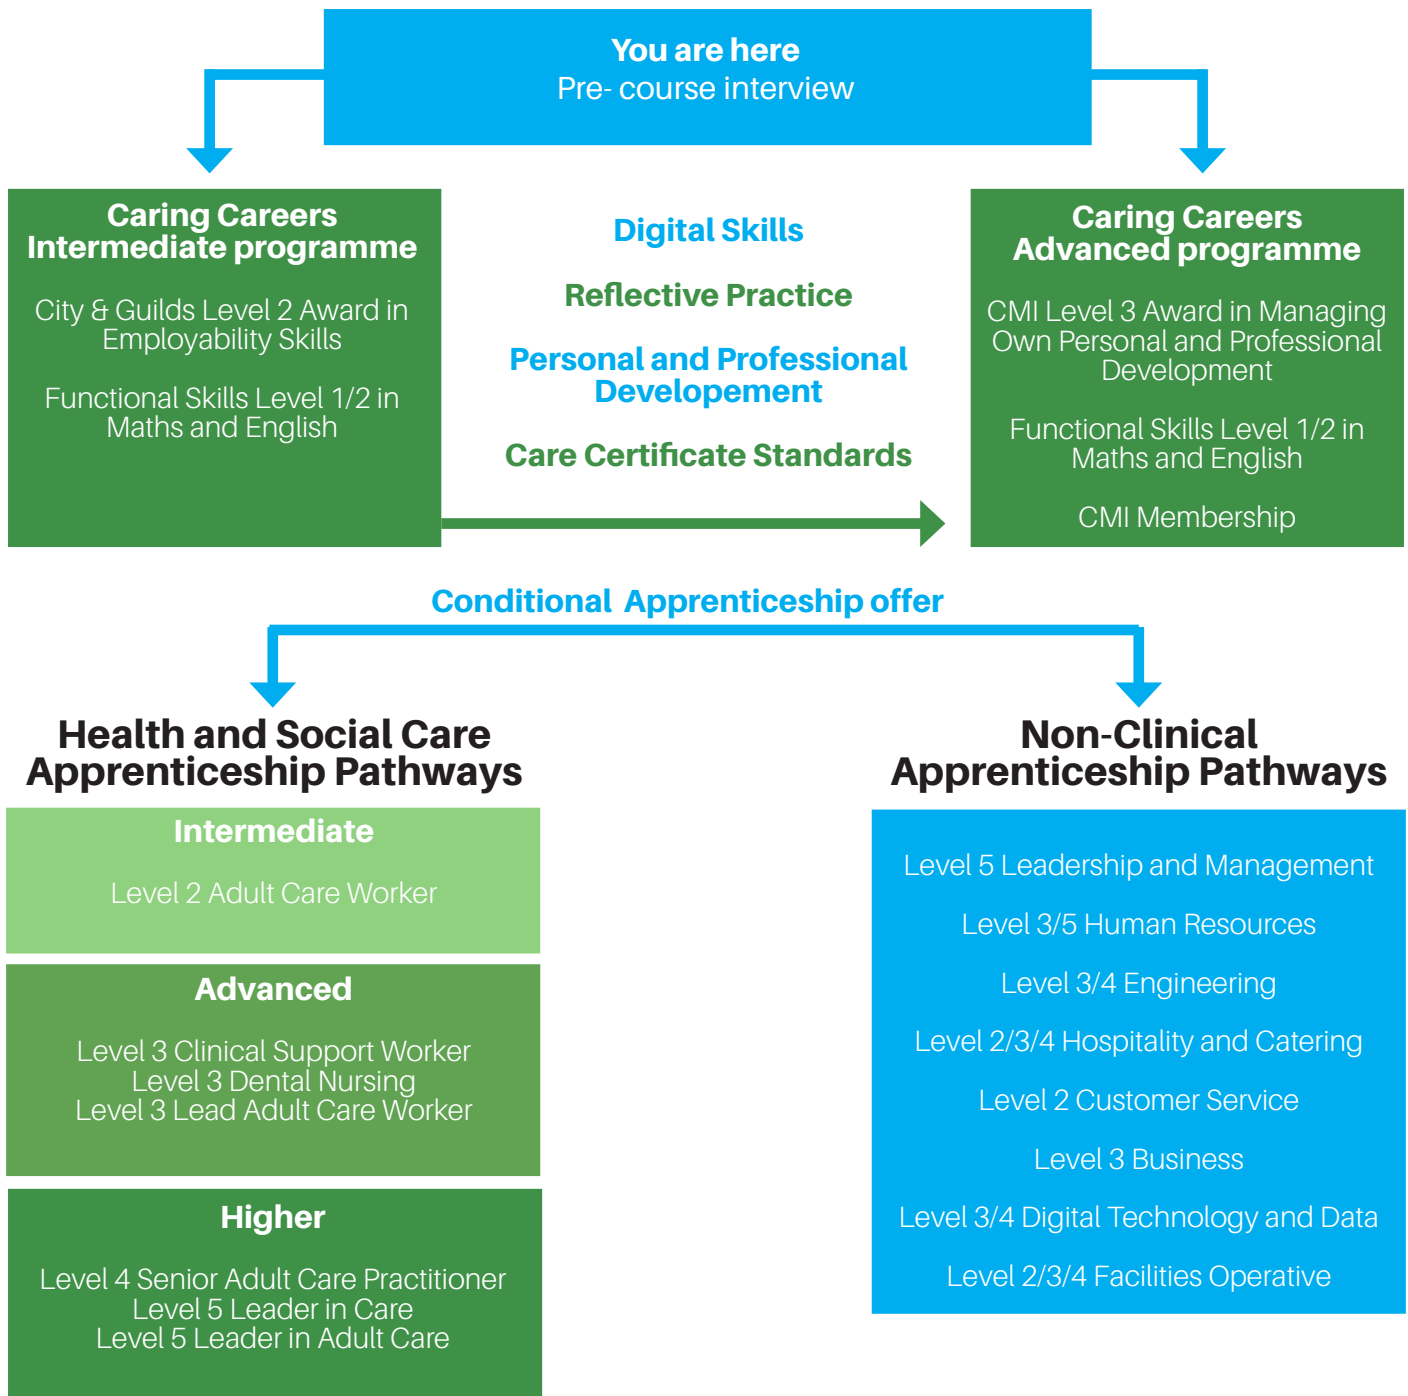 You are here
Pre- course interview
Caring Careers
Intermediate programme
City & Guilds Level 2 Award in
Employability Skills
Functional Skills Level 1/2 in
Maths and English
Digital Skills
Reflective Practice
Personal and Professional
Developement
Care Certificate Standards
Caring Careers
Advanced programme
CMI Level 3 Award in Managing
Own Personal and Professional
Development
Functional Skills Level 1/2 in
Maths and English
CMI Membership
Conditional Apprenticeship offer
Health and Social Care
Apprenticeship Pathways
Intermediate
Level 2 Adult Care Worker
Advanced
Level 3 Clinical Support Worker
Level 3 Dental Nursing
Level 3 Lead Adult Care Worker
Higher
Level 4 Senior Adult Care Practitioner
Level 5 Leader in Care
Level 5 Leader in Adult Care
Non-Clinical
Apprenticeship Pathways
Level 5 Leadership and Management
Level 3/5 Human Resources
Level 3/4 Engineering
Level 2/3/4 Hospitality and Catering
Level 2 Customer Service
Level 3 Business
Level 3/4 Digital Technology and Data
Level 2/3/4 Facilities Operative